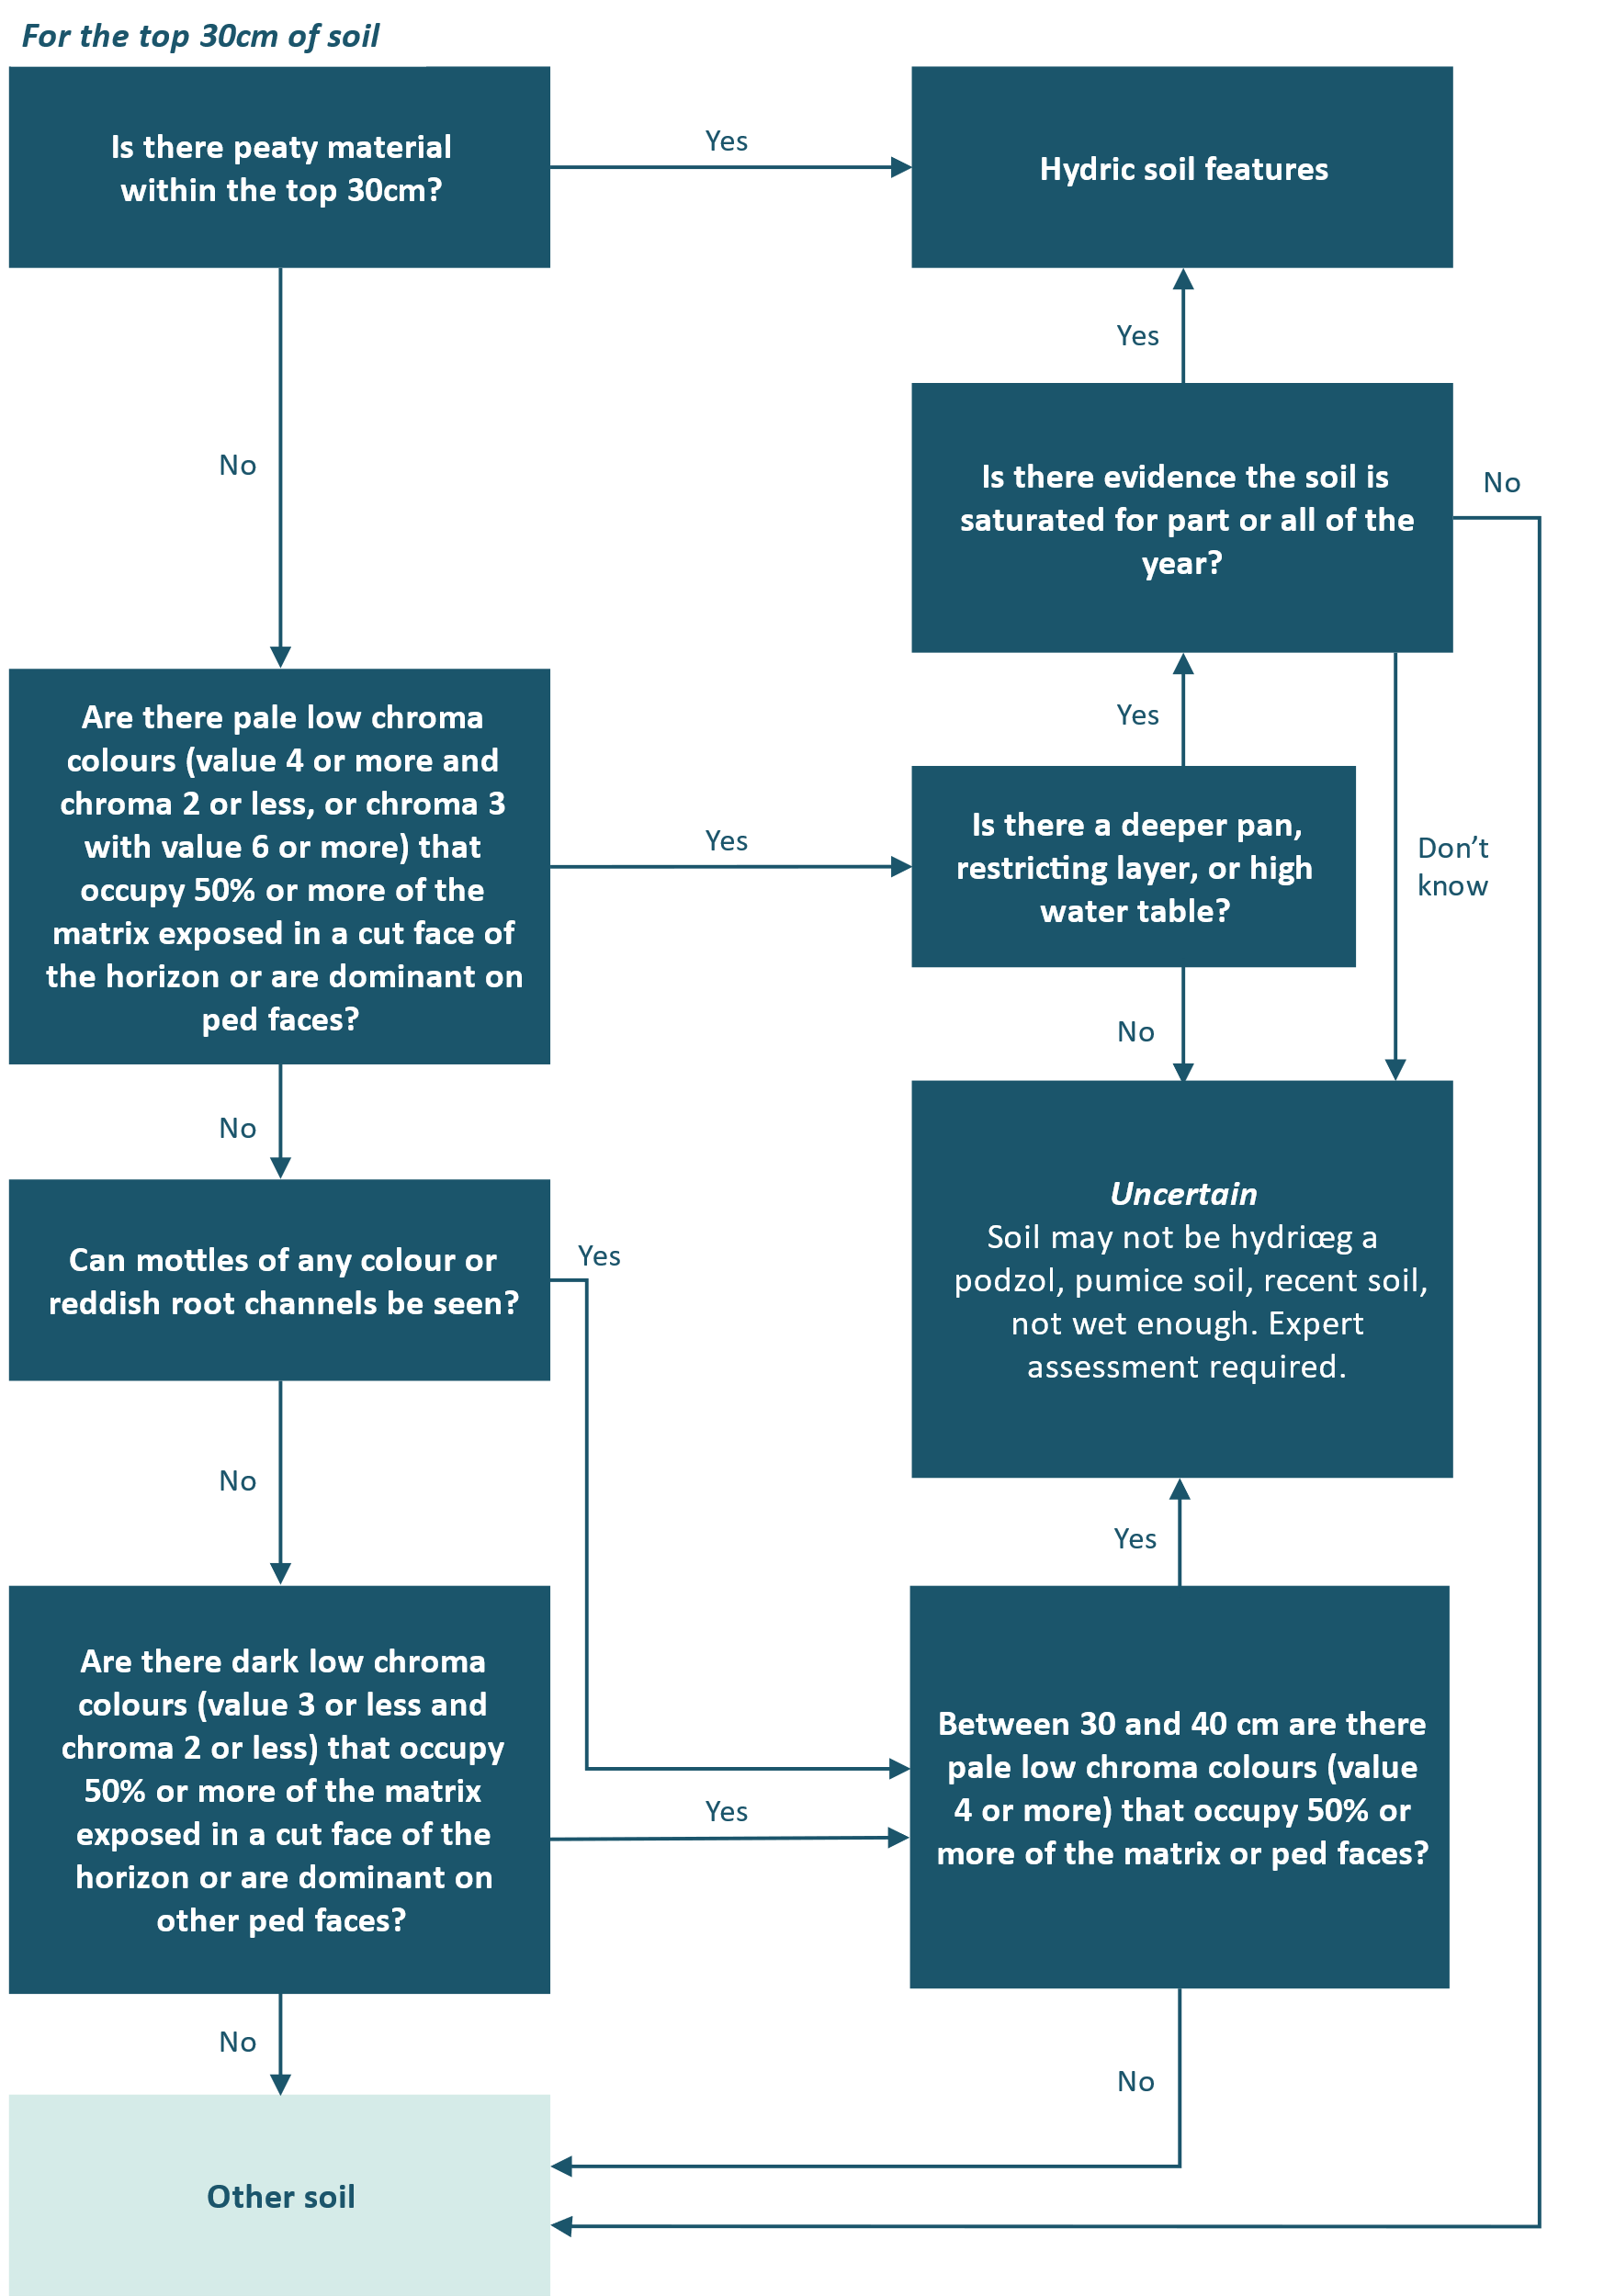 For the top 30cm of soil
Is there peaty material
within the top 30cm?
Yes
Hydric soil features
Yes
No
Is there evidence the soil is
saturated for part or all of the
year?
No
Are there pale low chroma
colours (value 4 or more and
chroma 2 or less, or chroma 3
with value 6 or more) that
occupy 50% or more of the
matrix exposed in a cut face of
the horizon or are dominant on
ped faces?
Yes
Yes
Is there a deeper pan,
restricting layer, or high
water table?
Don’t
know
No
No
Can mottles of any colour or
reddish root channels be seen?
Yes
Uncertain
Soil may not be hydriœg a
podzol, pumice soil, recent soil,
not wet enough. Expert
assessment required.
No
Yes
Are there dark low chroma
colours (value 3 or less and
chroma 2 or less) that occupy
50% or more of the matrix
exposed in a cut face of the
horizon or are dominant on
other ped faces?
Yes
Between 30 and 40 cm are there
pale low chroma colours (value
4 or more) that occupy 50% or
more of the matrix or ped faces?
No
No
Other soil